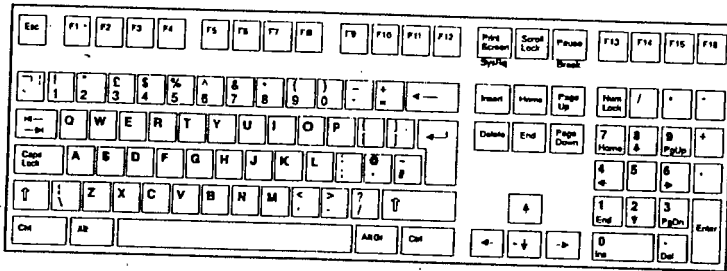 Esc F1 F2 F3 F4 F5 F6 F7 F8 F9 F10 F11 F12 Print Screen Scroll Lock Pause F13 F14 F15 F16
SysRq Break
! " £ $ % ^ & * ( ) - +
1 2 3 4 5 6 7 8 9 0 - = Insert Home Page Up Num Lock / * -
Q W E R T Y U I O P Delete End Page Down 7 Home 8 9 PgUp +
Caps Lock A S D F G H J K L 4 5 6
\ Z X C V B N M < > ? / 1 End 2 3 PgDn Enter
Ctrl Alt Alt Gr Ctrl 0 Ins . Del